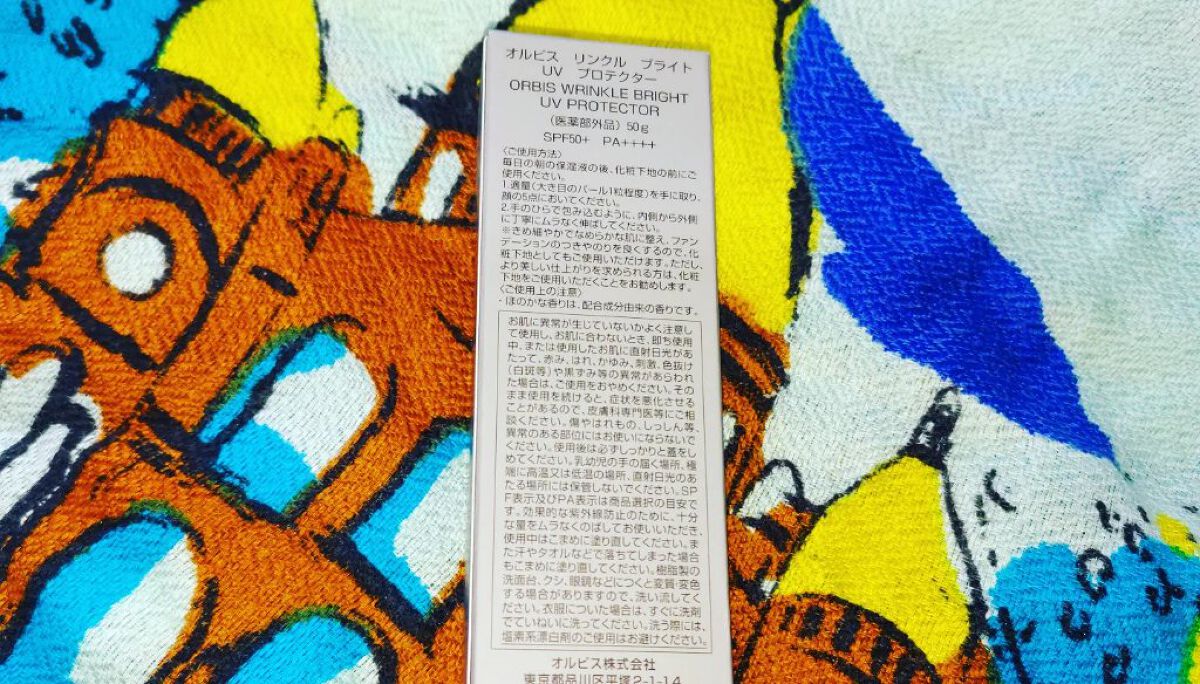 オルビス リンクル ブライト
UV プロテクター
ORBIS WRINKLE BRIGHT
UV PROTECTOR
(医薬部外品) 50g
SPF50+ PA++++
〈ご使用方法〉
毎日の朝の保湿液の後、化粧下地の前にご
使用ください。
1.適量(大き目のパール1粒程度)を手に取り、
顔の5点においてください。
2.手のひらで包み込むように、内側から外側
に丁寧にムラなく伸ばしてください。
※きめ細やかでなめらかな肌に整え、ファン
デーションのつきやのりを良くするので、化
粧下地としてもご使用いただけます。ただし、
より美しい仕上がりを求められる方は、化粧
下地をご使用いただくことをお勧めします。
〈ご使用上の注意〉
・ほのかな香りは、配合成分由来の香りです。
お肌に異常が生じていないかよく注意し
て使用し、お肌に合わないとき、即ち使用
中、または使用したお肌に直射日光があ
たって、赤み、はれ、かゆみ、刺激、色抜け
(白斑等)や黒ずみ等の異常があらわれ
た場合は、ご使用をおやめください。その
まま使用を続けると、症状を悪化させる
ことがあるので、皮膚科専門医等にご相
談ください。傷やはれもの、しっしん等、
異常のある部位にはお使いにならないで
ください。使用後は必ずしっかりと蓋をし
めてください。乳幼児の手の届く場所、極
端に高温又は低温の場所、直射日光のあ
たる場所には保管しないでください。SP
F表示及びPA表示は商品選択の目安で
す。効果的な紫外線防止のために、十分
な量をムラなくのばしてお使いいただき、
使用中はこまめに塗り直してください。ま
た汗やタオルなどで落ちてしまった場合
もこまめに塗り直してください。樹脂製の
洗面台、クシ、眼鏡などにつくと変質・変色
する場合がありますので、洗い流してく
ださい。衣服についた場合は、すぐに洗剤
でていねいに洗ってください。洗う際には、
塩素系漂白剤のご使用はお避けください。
オルビス株式会社
東京都品川区平塚2-1-14